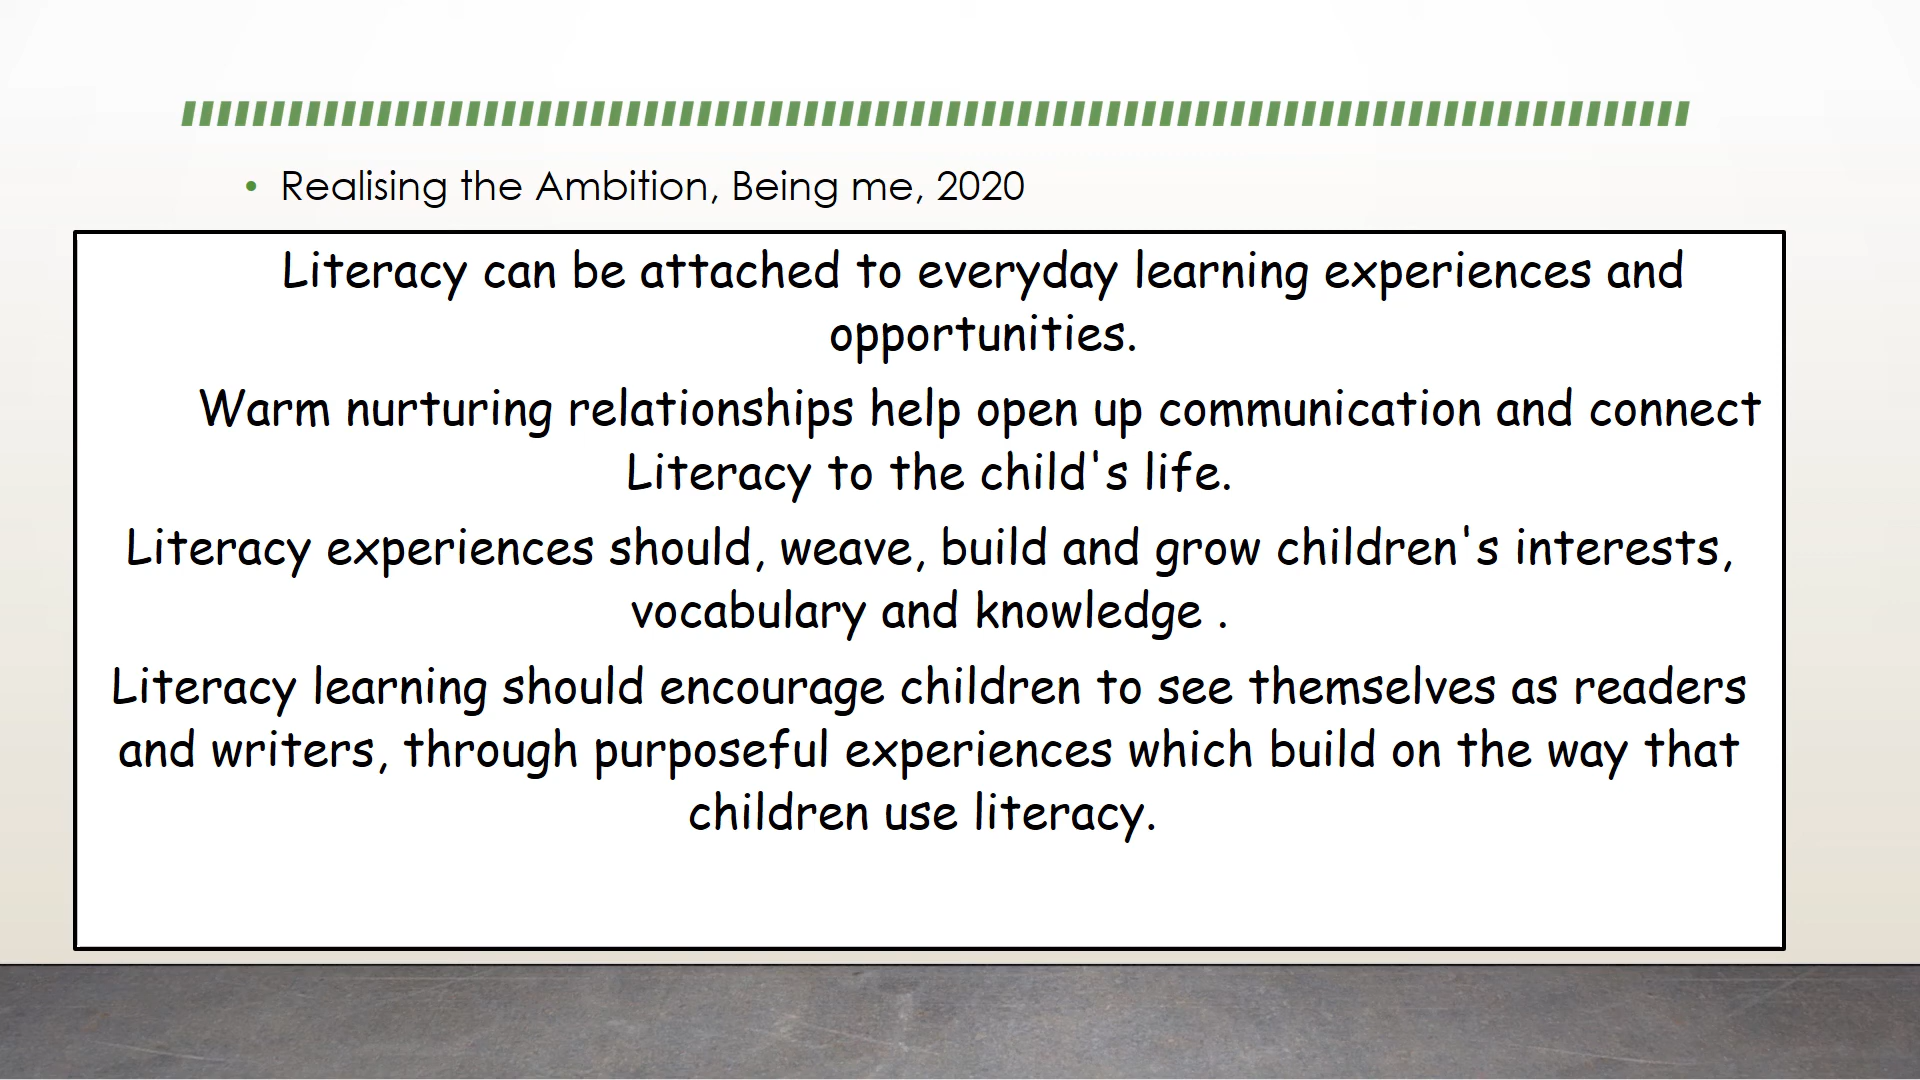 • Realising the Ambition, Being me, 2020
Literacy can be attached to everyday learning experiences and
opportunities.
Warm nurturing relationships help open up communication and connect
Literacy to the child's life.
Literacy experiences should, weave, build and grow children's interests,
vocabulary and knowledge .
Literacy learning should encourage children to see themselves as readers
and writers, through purposeful experiences which build on the way that
children use literacy.